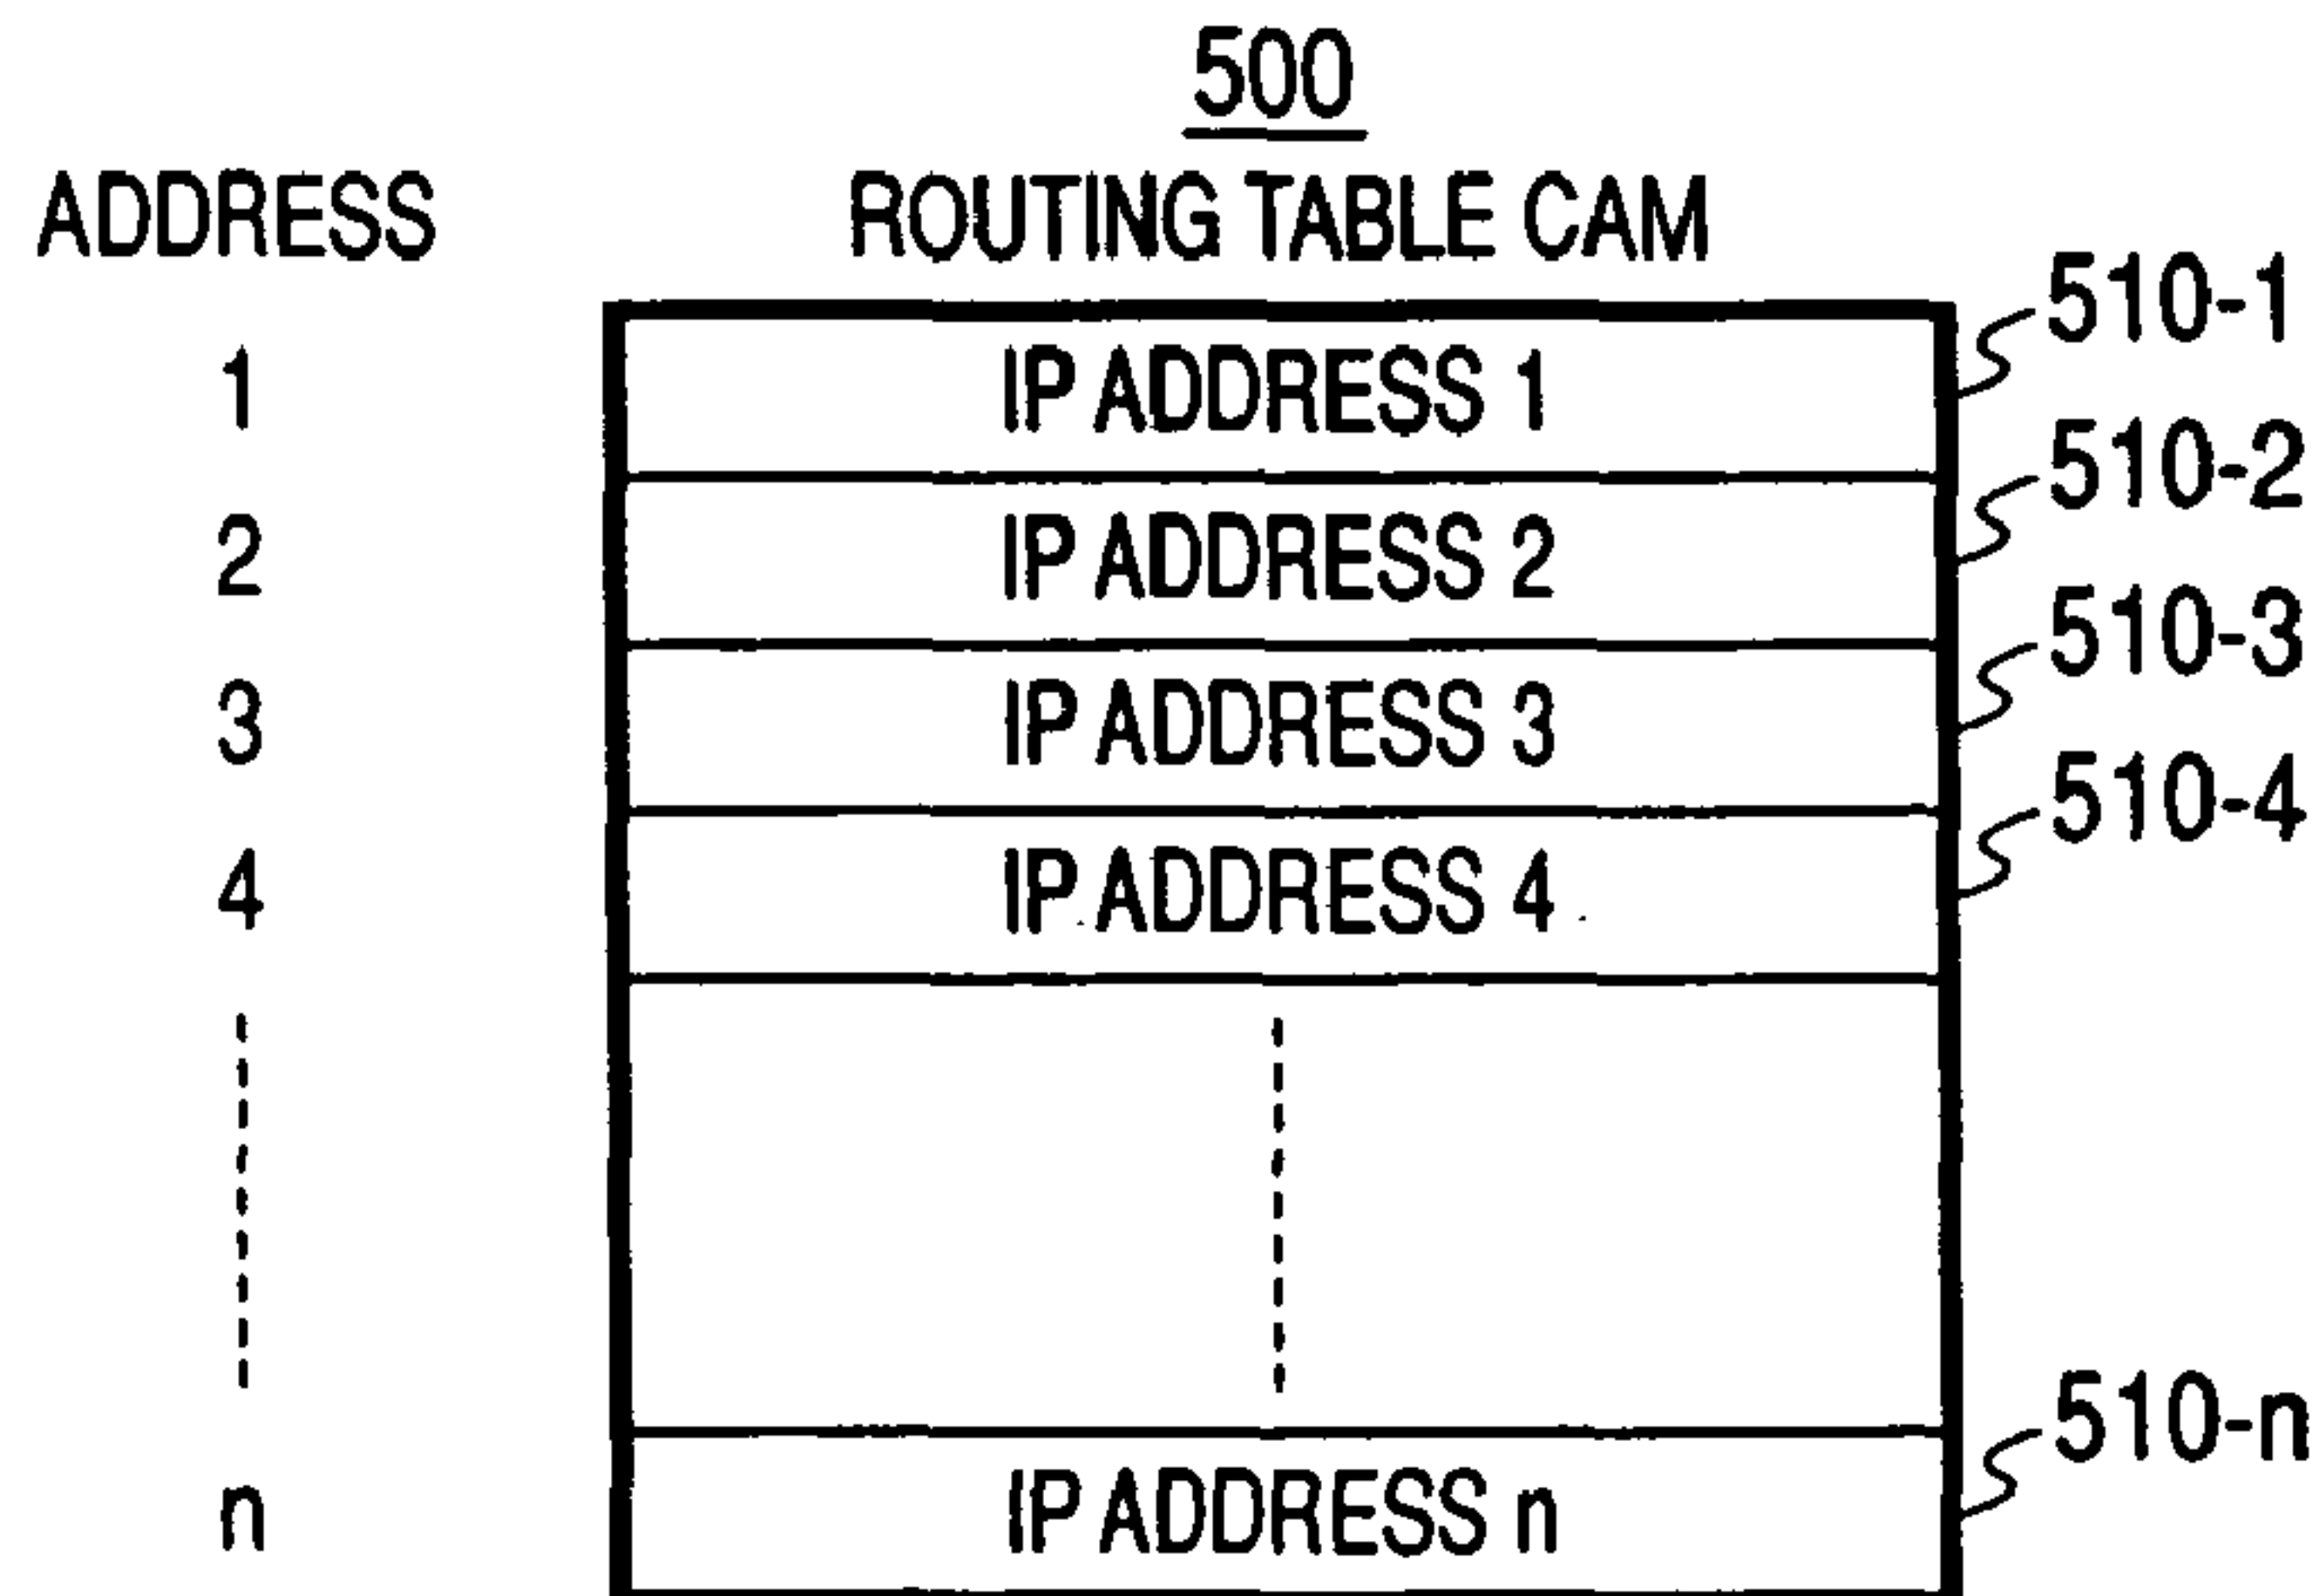 500
ADDRESS ROUTING TABLE CAM
510-1
1 IP ADDRESS 1
510-2
2 IP ADDRESS 2
510-3
3 IP ADDRESS 3
510-4
4 IP ADDRESS 4
510-n
n IP ADDRESS n